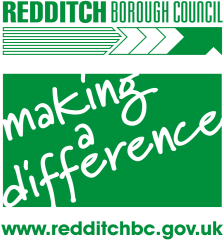 REDDITCH BOROUGH COUNCIL
making
a
difference
www.redditchbc.gov.uk